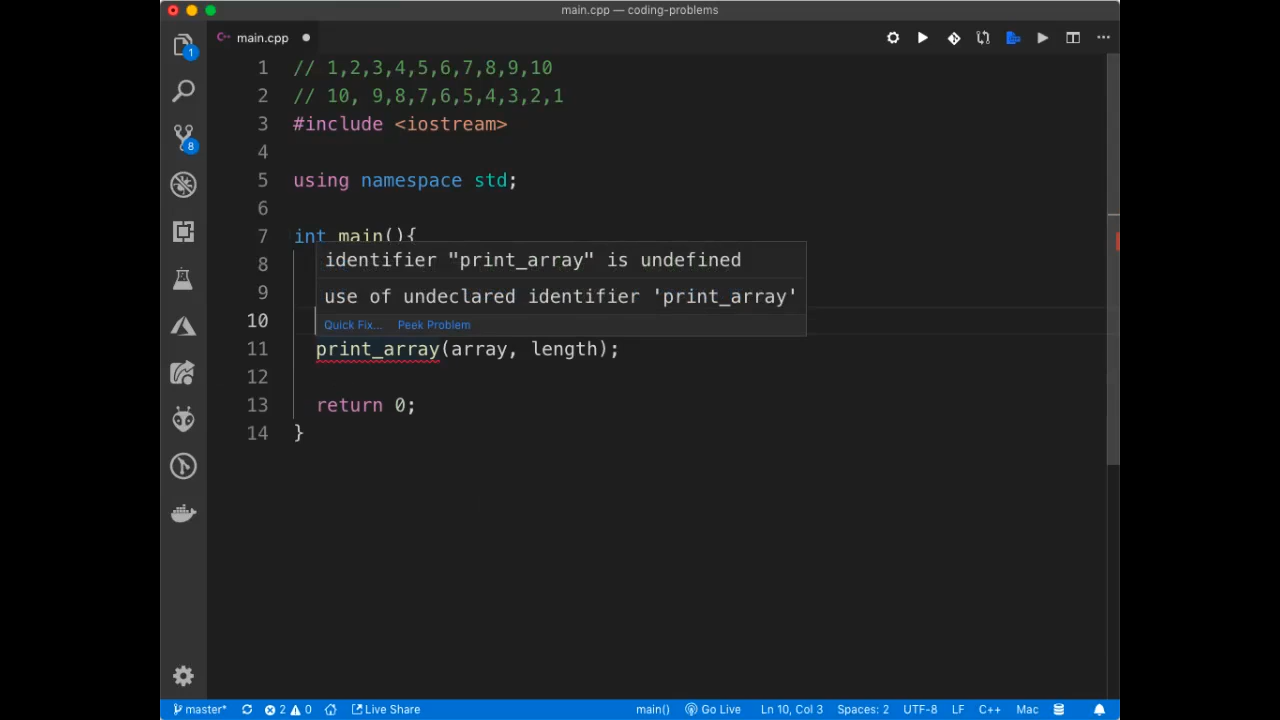 main.cpp — coding-problems
main.cpp
1 // 1,2,3,4,5,6,7,8,9,10
2 // 10, 9,8,7,6,5,4,3,2,1
3 #include <iostream>
4
5 using namespace std;
6
7 int main(){
8
identifier "print_array" is undefined
9
use of undeclared identifier 'print_array'
10
Quick Fix... Peek Problem
11 print_array(array, length);
12
13 return 0;
14 }
1
8
master* 2 0 Live Share main() Go Live Ln 10, Col 3 Spaces: 2 UTF-8 LF C++ Mac